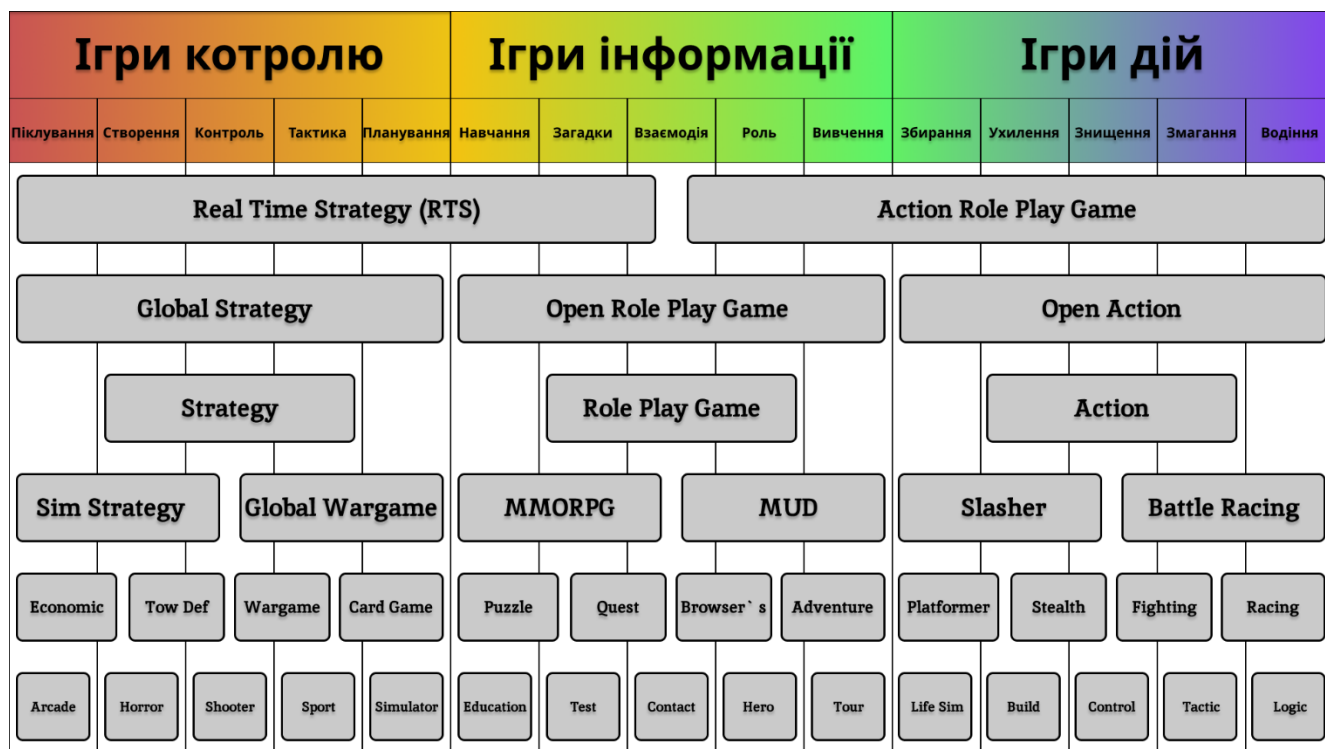 Ігри котролю
Ігри інформації
Ігри дій
Піклування
Створення
Контроль
Тактика
Планування
Навчання
Загадки
Взаємодія
Роль
Вивчення
Збирання
Ухилення
Знищення
Змагання
Водіння
Real Time Strategy (RTS)
Action Role Play Game
Global Strategy
Open Role Play Game
Open Action
Strategy
Role Play Game
Action
Sim Strategy
Global Wargame
MMORPG
MUD
Slasher
Battle Racing
Economic
Tow Def
Wargame
Card Game
Puzzle
Quest
Browser`s
Adventure
Platformer
Stealth
Fighting
Racing
Arcade
Horror
Shooter
Sport
Simulator
Education
Test
Contact
Hero
Tour
Life Sim
Build
Control
Tactic
Logic